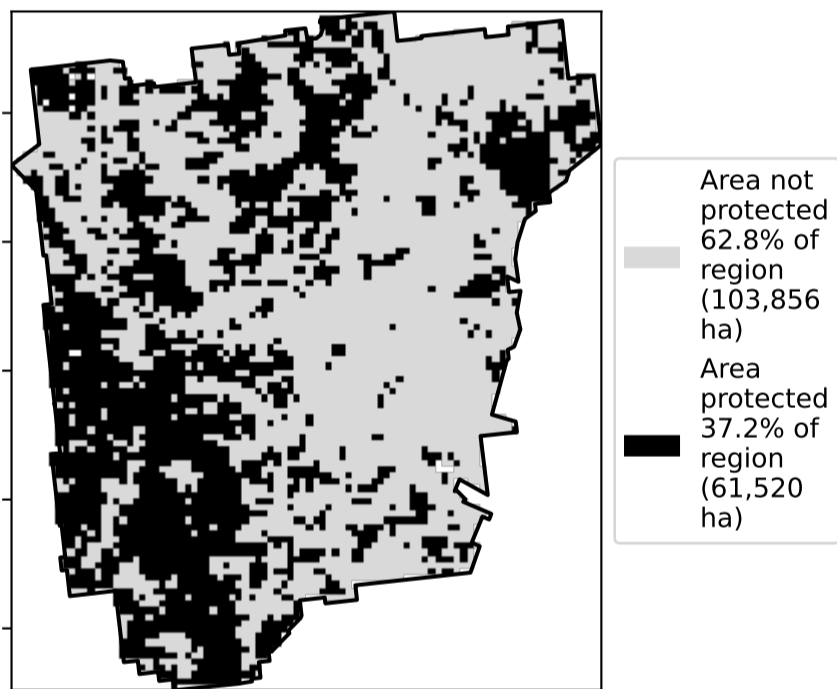 Area not
protected
62.8% of
region
(103,856
ha)
Area
protected
37.2% of
region
(61,520
ha)